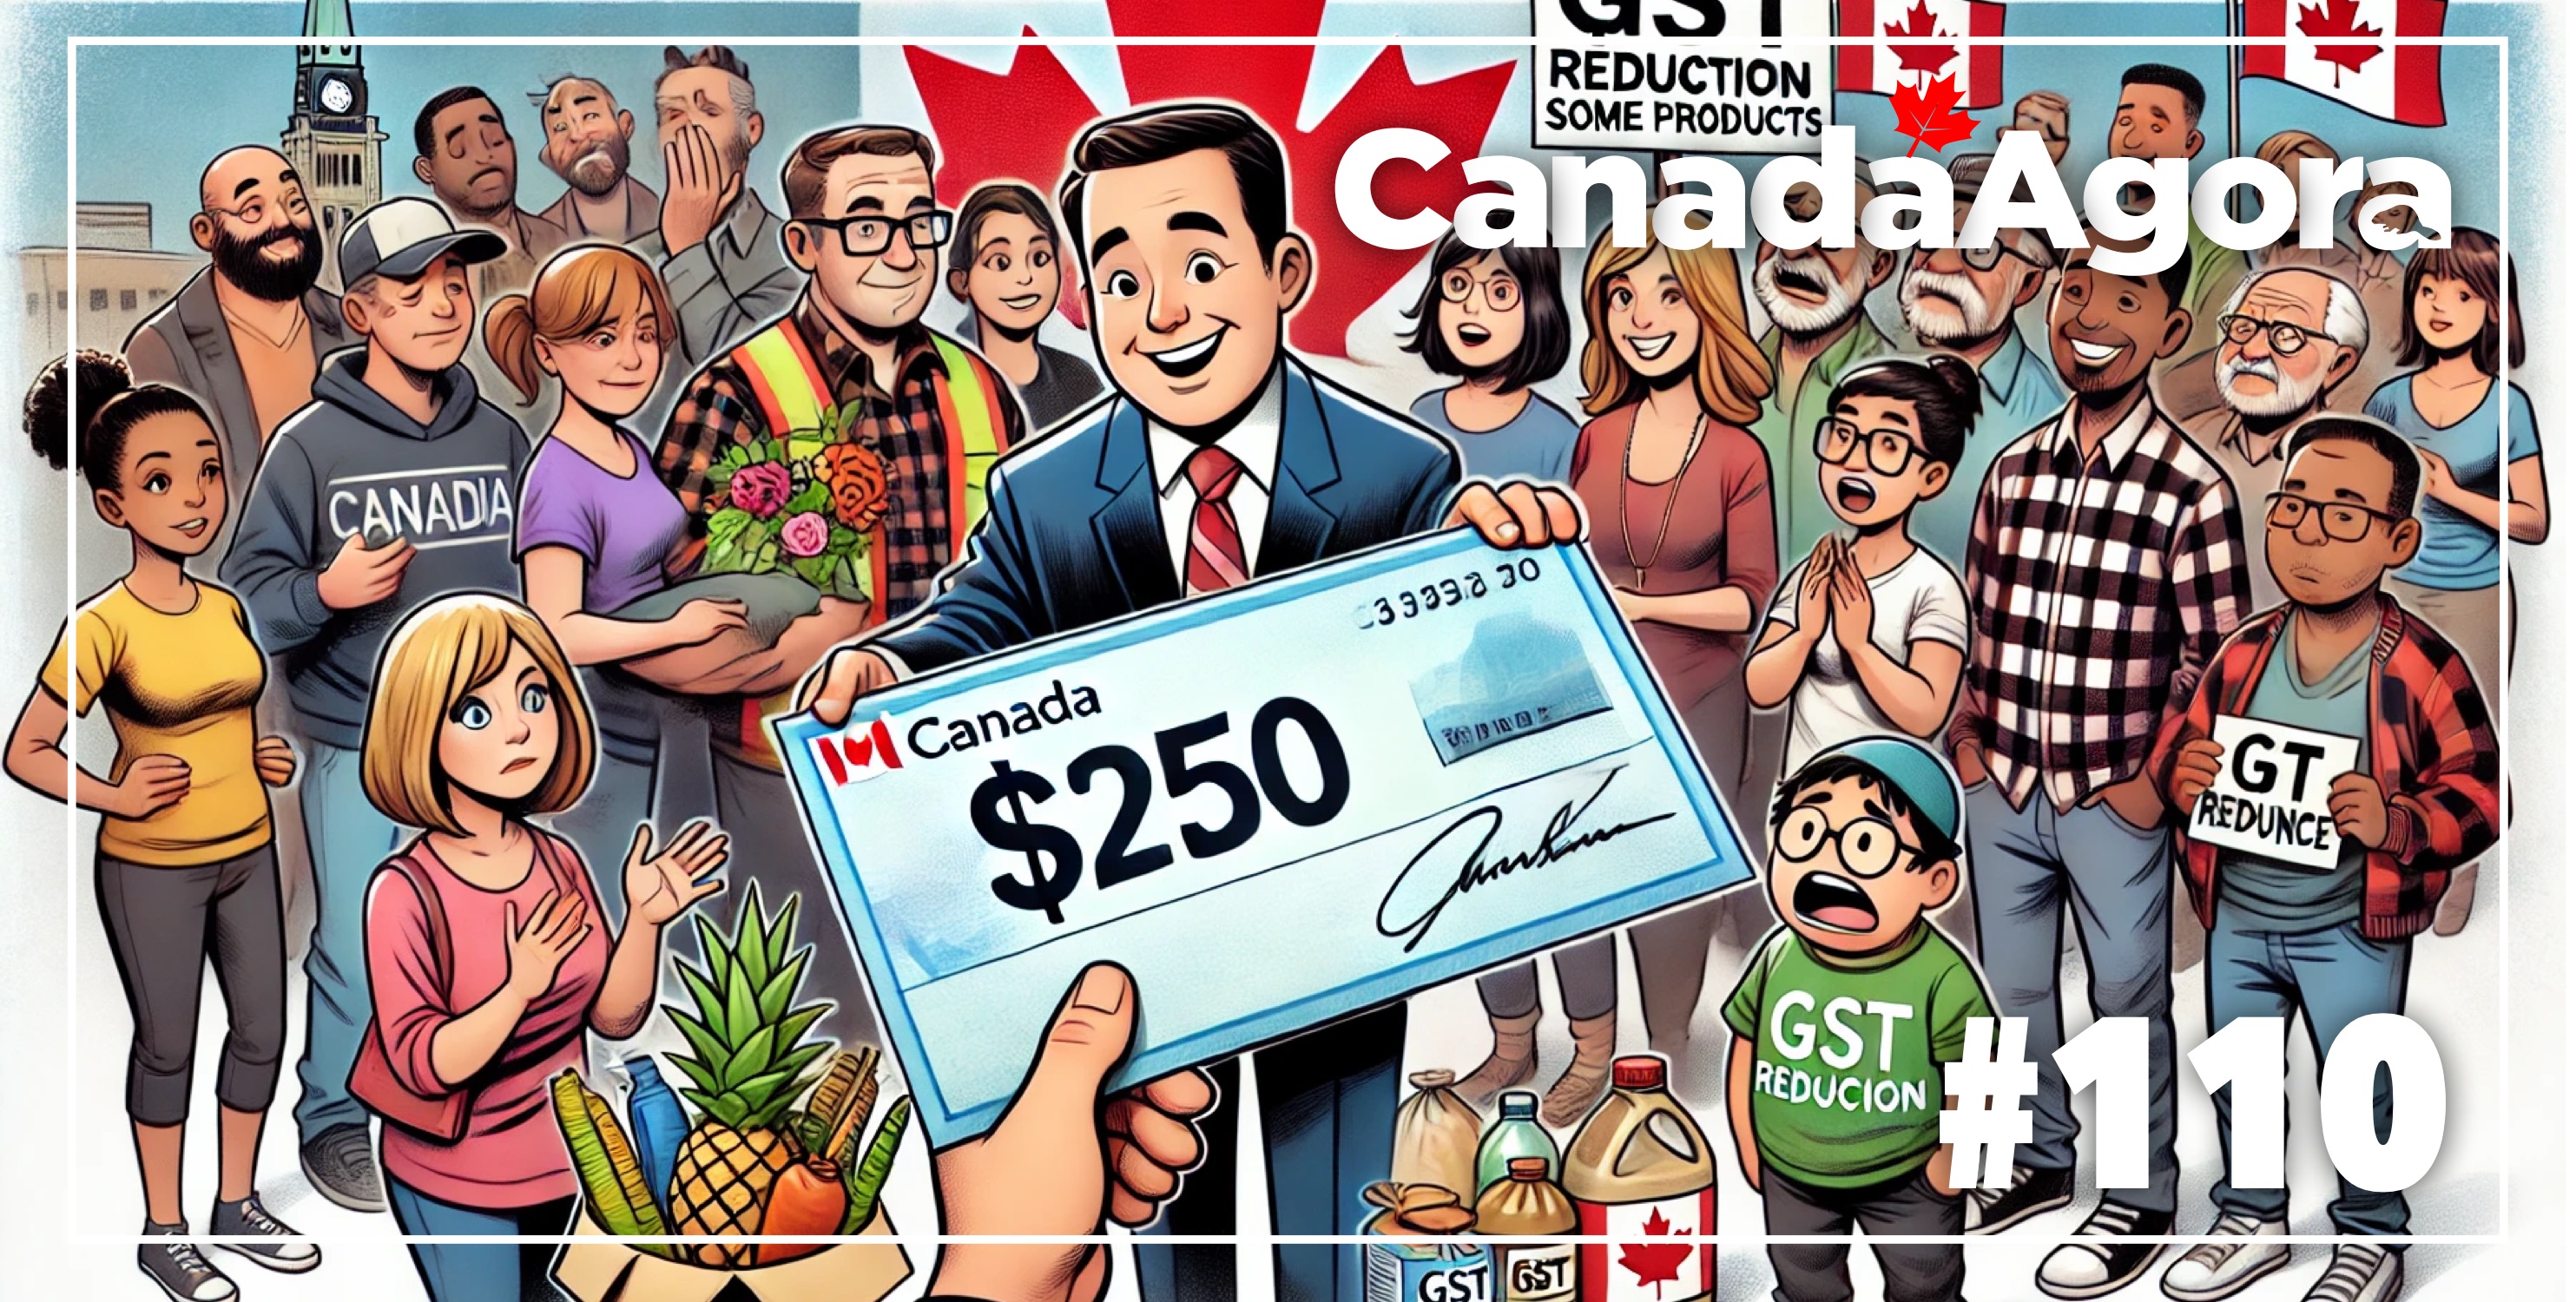 GST
REDUCTION
SOME PRODUCTS
CanadaAgora
CANADIA
Canada
$250
GT
REDUNCE
GST
REDUCION
#110
GST
GST